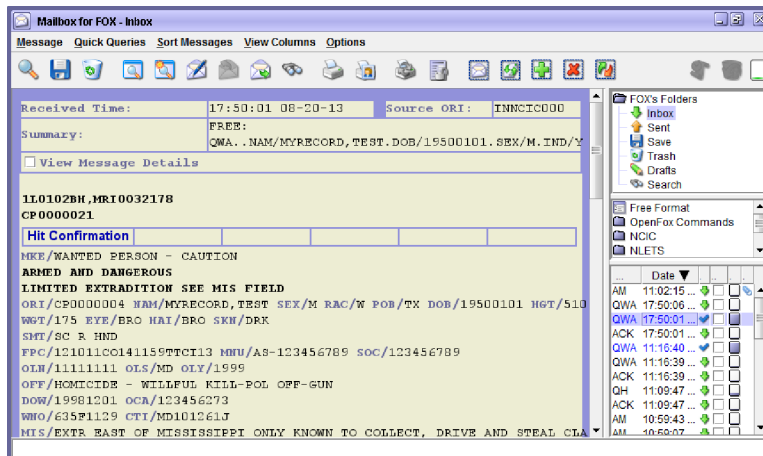 Mailbox for FOX - Inbox
Message Quick Queries Sort Messages View Columns Options
Received Time: 17:50:01 08-20-13 Source ORI: INNCIC000
Summary: FREE:
QWA..NAM/MYRECORD,TEST.DOB/19500101.SEX/M.IND/Y
View Message Details
1L0102BH,MRI0032178
CP0000021
Hit Confirmation
MKE/WANTED PERSON - CAUTION
ARMED AND DANGEROUS
LIMITED EXTRADITION SEE MIS FIELD
ORI/CP0000004 NAM/MYRECORD,TEST SEX/M RAC/W POB/TX DOB/19500101 HGT/510
WGT/175 EYE/BRO HAI/BRO SKN/DRK
SMT/SC R HND
FPC/121011CO141159TTCI13 MNU/AS-123456789 SOC/123456789
OLN/11111111 OLS/MD OLY/1999
OFF/HOMICIDE - WILLFUL KILL-POL OFF-GUN
DOW/19981201 OCA/123456273
WNO/635F1129 CTI/MD101261J
MIS/EXTR EAST OF MISSISSIPPI ONLY KNOWN TO COLLECT, DRIVE AND STEAL CLA
FOX's Folders
Inbox
Sent
Save
Trash
Drafts
Search
Free Format
OpenFox Commands
NCIC
NLETS
... Date ▼ . . . .
AM 11:02:15 ...
QWA 17:50:06 ...
QWA 17:50:01 ...
ACK 17:50:01 ...
QWA 11:16:40 ...
QWA 11:16:39 ...
ACK 11:16:39 ...
QH 11:09:47 ...
ACK 11:09:47 ...
AM 10:59:43 ...
AM 10:59:07 ...